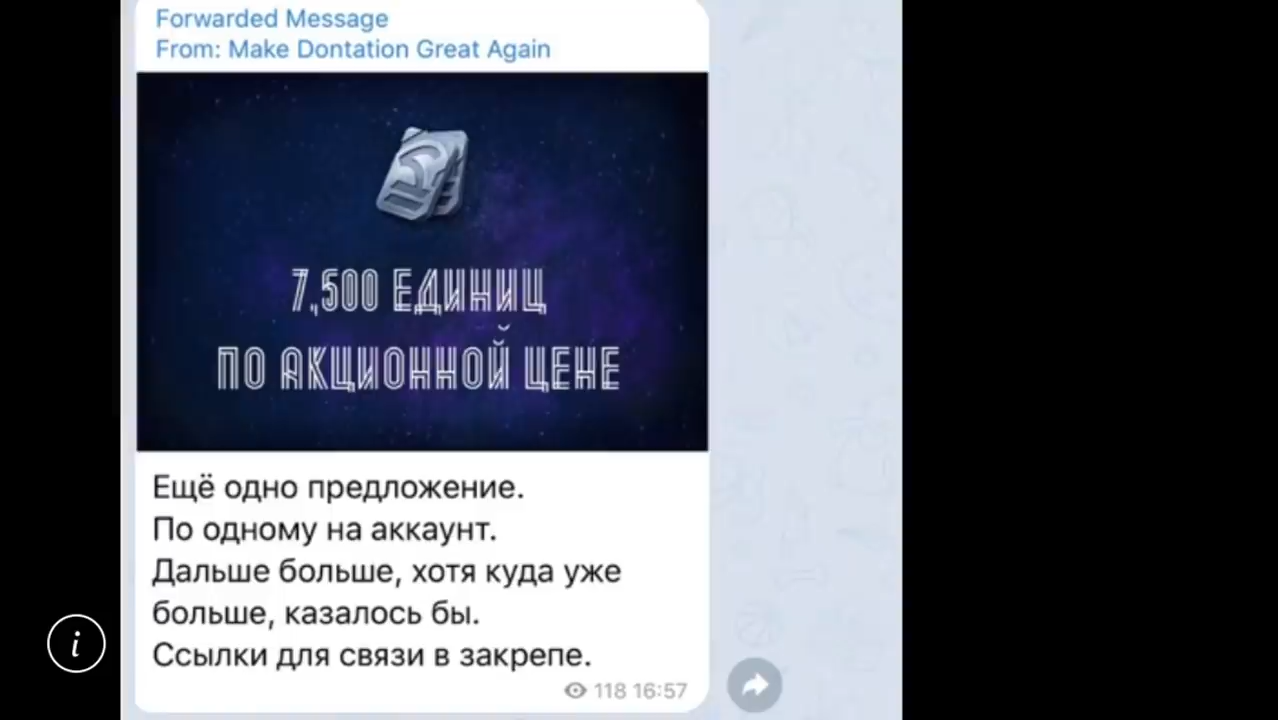 Forwarded Message
From: Make Dontation Great Again
7,500 ЕДИНИЦ
ПО АКЦИОННОЙ ЦЕНЕ
Ещё одно предложение.
По одному на аккаунт.
Дальше больше, хотя куда уже
больше, казалось бы.
Ссылки для связи в закрепе.
118 16:57
i